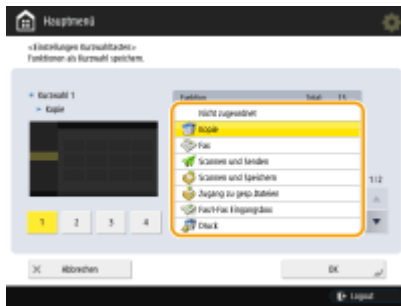 Hauptmenü
<Einstellungen Kurzwahltasten>
Funktionen als Kurzwahl speichern.
Kurzwahl 1
Kopie
Funktion Total 15
Nicht zugeordnet
Kopie
Fax
Scannen und Senden
Scannen und Speichern
Zugang zu gesp.Dateien
Fax/I-Fax Eingangsbox
Druck
1/2
1 2 3 4
Abbrechen
OK
Logout